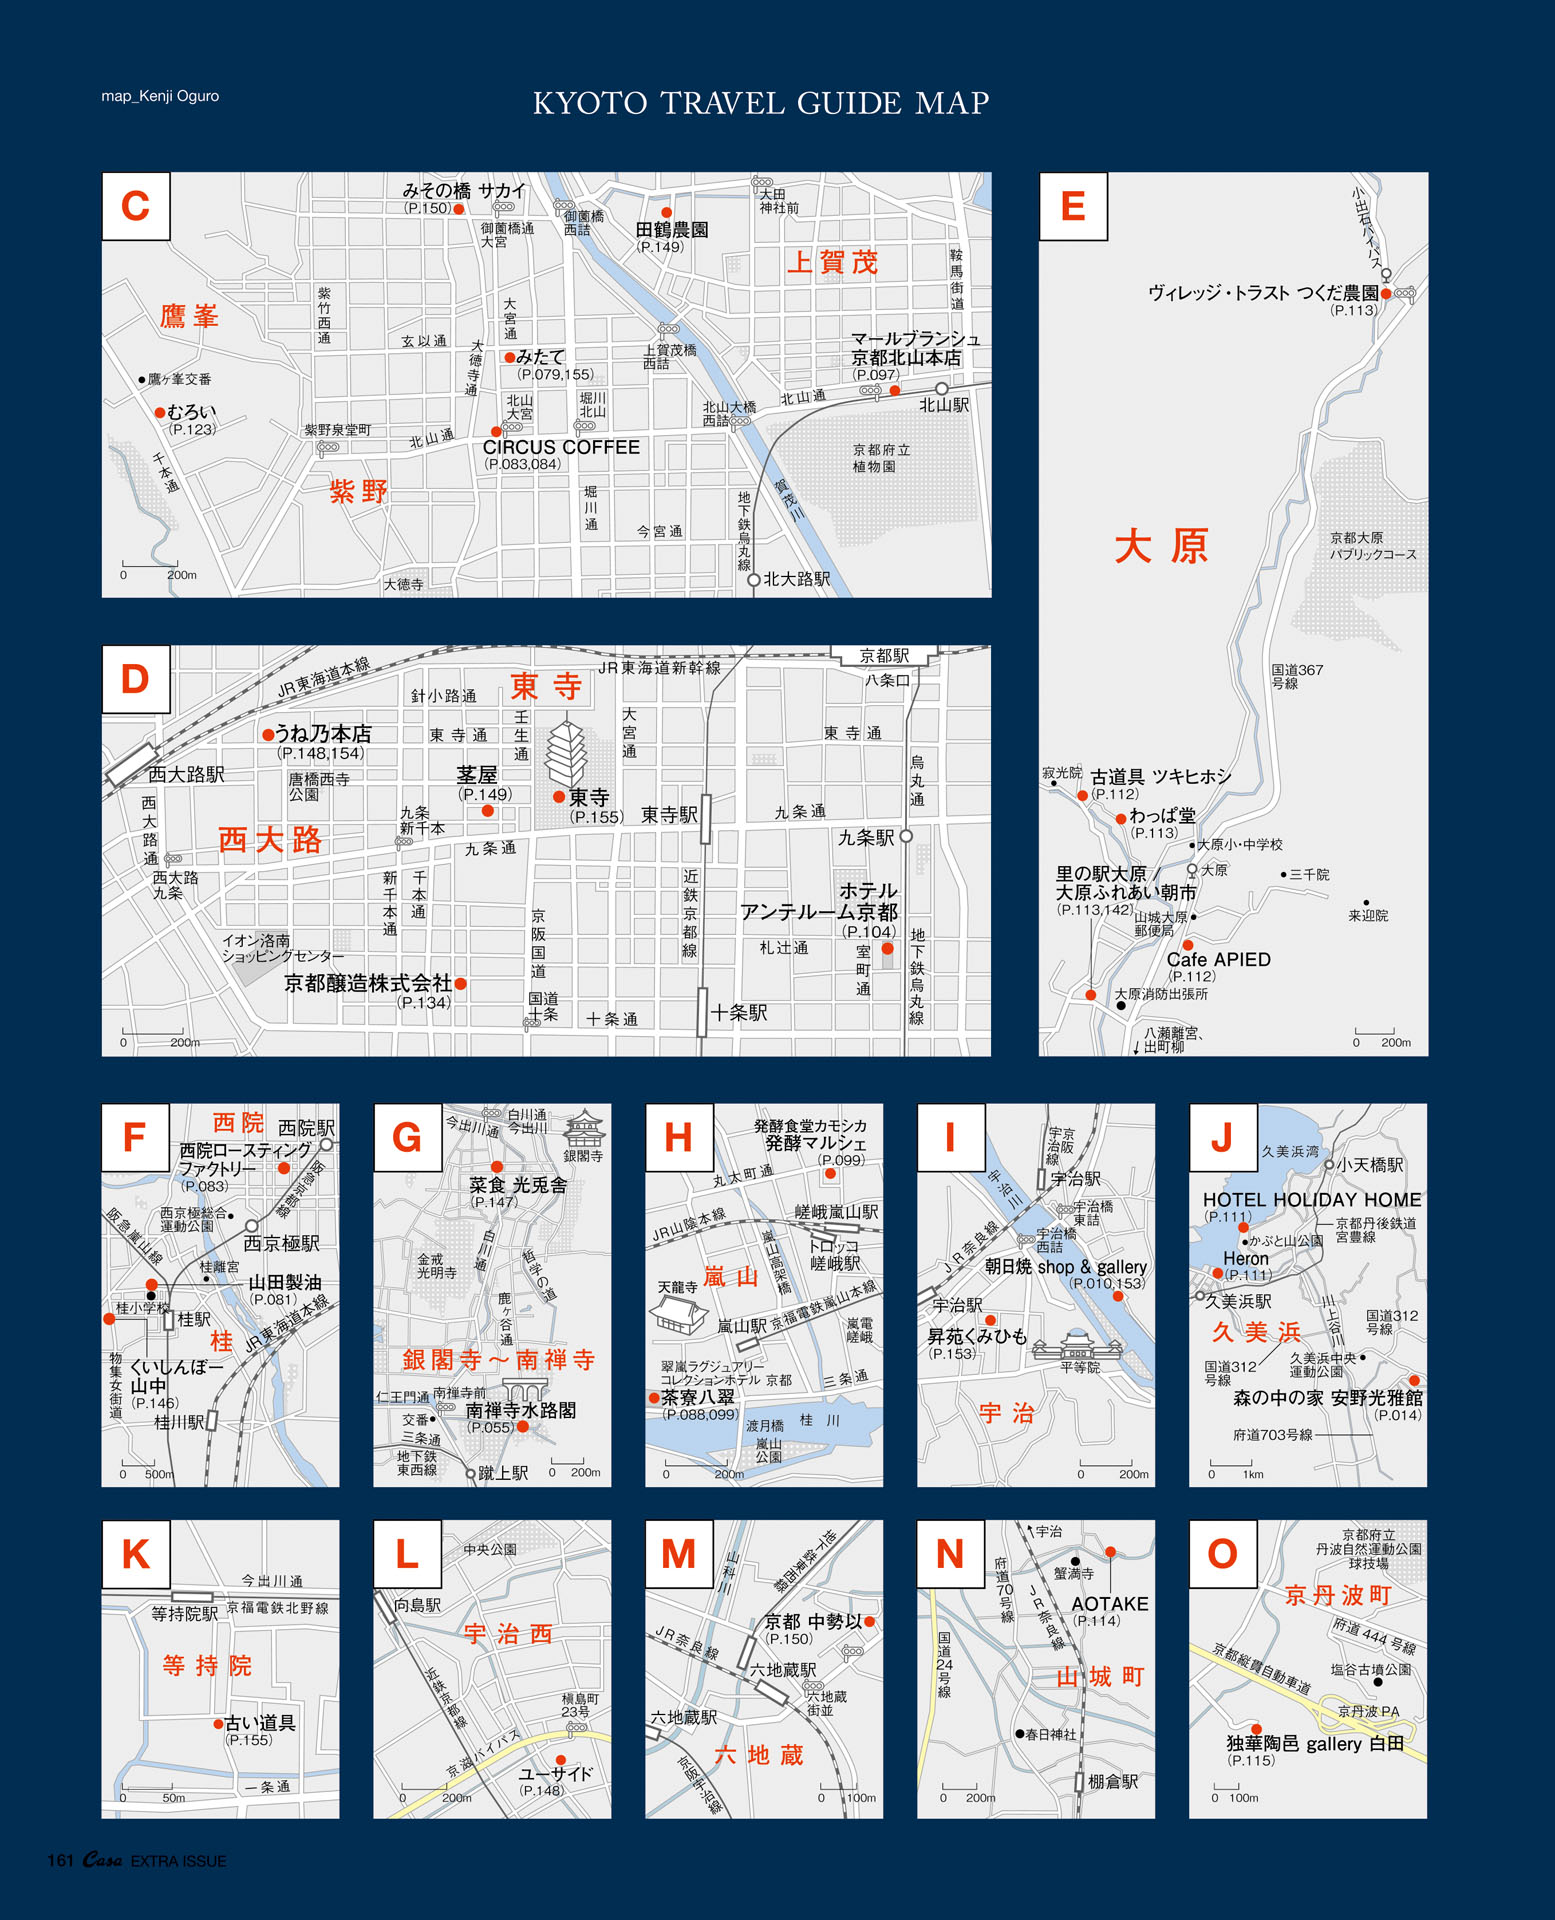 map_Kenji Oguro
KYOTO TRAVEL GUIDE MAP
C
みその橋 サカイ
(P.150)
御薗橋通
大宮
御薗橋
西詰
田鶴農園
(P.149)
大田
神社前
上賀茂
鞍馬街道
鷹峯
紫竹西通
大宮通
玄以通
大徳寺通
みたて
(P.079,155)
上賀茂橋
西詰
マールブランシュ
京都北山本店
(P.097)
鷹ヶ峯交番
むろい
(P.123)
北山
大宮
堀川
北山
北山大橋
西詰
北山通
北山駅
紫野泉堂町
北山通
CIRCUS COFFEE
(P.083,084)
京都府立
植物園
千本通
紫野
堀川通
今宮通
地下鉄烏丸線
賀茂川
大徳寺
北大路駅
0 200m
D
JR東海道本線
針小路通
東寺
JR東海道新幹線
京都駅
八条口
うね乃本店
(P.148,154)
東寺通
壬生通
大宮通
東寺通
烏丸通
西大路駅
唐橋西寺
公園
茎屋
(P.149)
東寺
(P.155)
東寺駅
九条通
西大路通
西大路
九条
新千本
九条通
九条駅
西大路
九条
新千本通
千本通
近鉄京都線
ホテル
アンテルーム京都
(P.104)
京阪国道
イオン洛南
ショッピングセンター
札辻通
室町通
地下鉄烏丸線
京都醸造株式会社
(P.134)
国道
十条
十条通
十条駅
0 200m
E
小出石バイパス
ヴィレッジ・トラスト つくだ農園
(P.113)
大原
京都大原
パブリックコース
国道367
号線
寂光院
古道具 ツキヒホシ
(P.112)
わっぱ堂
(P.113)
大原小・中学校
里の駅大原/
大原ふれあい朝市
(P.113,142)
大原
三千院
来迎院
山城大原
郵便局
Cafe APIED
(P.112)
大原消防出張所
八瀬離宮、
出町柳
0 200m
F
西院
西院駅
西院ロースティング
ファクトリー
(P.083)
阪急京都線
阪急嵐山線
西京極総合
運動公園
西京極駅
桂離宮
山田製油
(P.081)
桂小学校
桂駅
桂
JR東海道本線
物集女街道
くいしんぼー
山中
(P.146)
桂川駅
0 500m
G
今出川通
白川通
今出川
銀閣寺
菜食 光兎舎
(P.147)
白川通
金戒
光明寺
哲学の道
鹿ヶ谷通
銀閣寺〜南禅寺
仁王門通
南禅寺前
南禅寺水路閣
(P.055)
交番
三条通
地下鉄
東西線
蹴上駅
0 200m
H
発酵食堂カモシカ
発酵マルシェ
(P.099)
丸太町通
JR山陰本線
嵯峨嵐山駅
トロッコ
嵯峨駅
嵐山高架橋
嵐山
天龍寺
嵐山駅
京福電鉄嵐山本線
嵐電
嵯峨
翠嵐ラグジュアリー
コレクションホテル 京都
三条通
茶寮八翠
(P.088,099)
渡月橋
桂川
嵐山
公園
0 200m
I
京阪
宇治線
宇治駅
宇治川
宇治橋
東詰
宇治橋
西詰
JR奈良線
朝日焼 shop & gallery
(P.010,153)
宇治駅
昇苑くみひも
(P.153)
平等院
宇治
0 200m
J
久美浜湾
小天橋駅
HOTEL HOLIDAY HOME
(P.111)
京都丹後鉄道
宮豊線
かぶと山公園
Heron
(P.111)
久美浜駅
川上谷川
国道312
号線
久美浜
国道312
号線
久美浜中央
運動公園
森の中の家 安野光雅館
(P.014)
府道703号線
0 1km
K
今出川通
等持院駅
京福電鉄北野線
等持院
古い道具
(P.155)
一条通
0 50m
L
中央公園
向島駅
宇治西
近鉄京都線
槇島町
23号
京滋バイパス
ユーサイド
(P.148)
0 200m
M
山科川
地下鉄東西線
京都 中勢以
(P.150)
JR奈良線
六地蔵駅
六地蔵
街並
六地蔵駅
六地蔵
京阪宇治線
0 100m
N
宇治
府道70号線
蟹満寺
JR奈良線
AOTAKE
(P.114)
国道24号線
山城町
春日神社
棚倉駅
0 200m
O
京都府立
丹波自然運動公園
球技場
京丹波町
府道444号線
京都縦貫自動車道
塩谷古墳公園
京丹波PA
独華陶邑 gallery 白田
(P.115)
0 100m
161 Casa EXTRA ISSUE